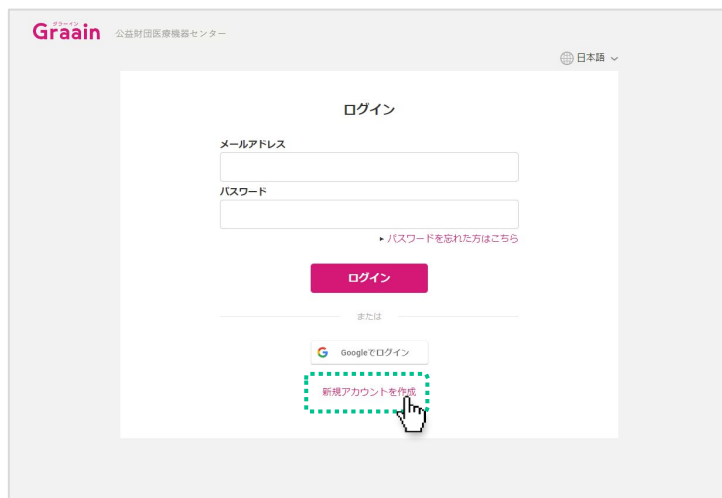 グラーイン
Graain 公益財団医療機器センター
日本語
ログイン
メールアドレス
パスワード
パスワードを忘れた方はこちら
ログイン
または
Googleでログイン
新規アカウントを作成